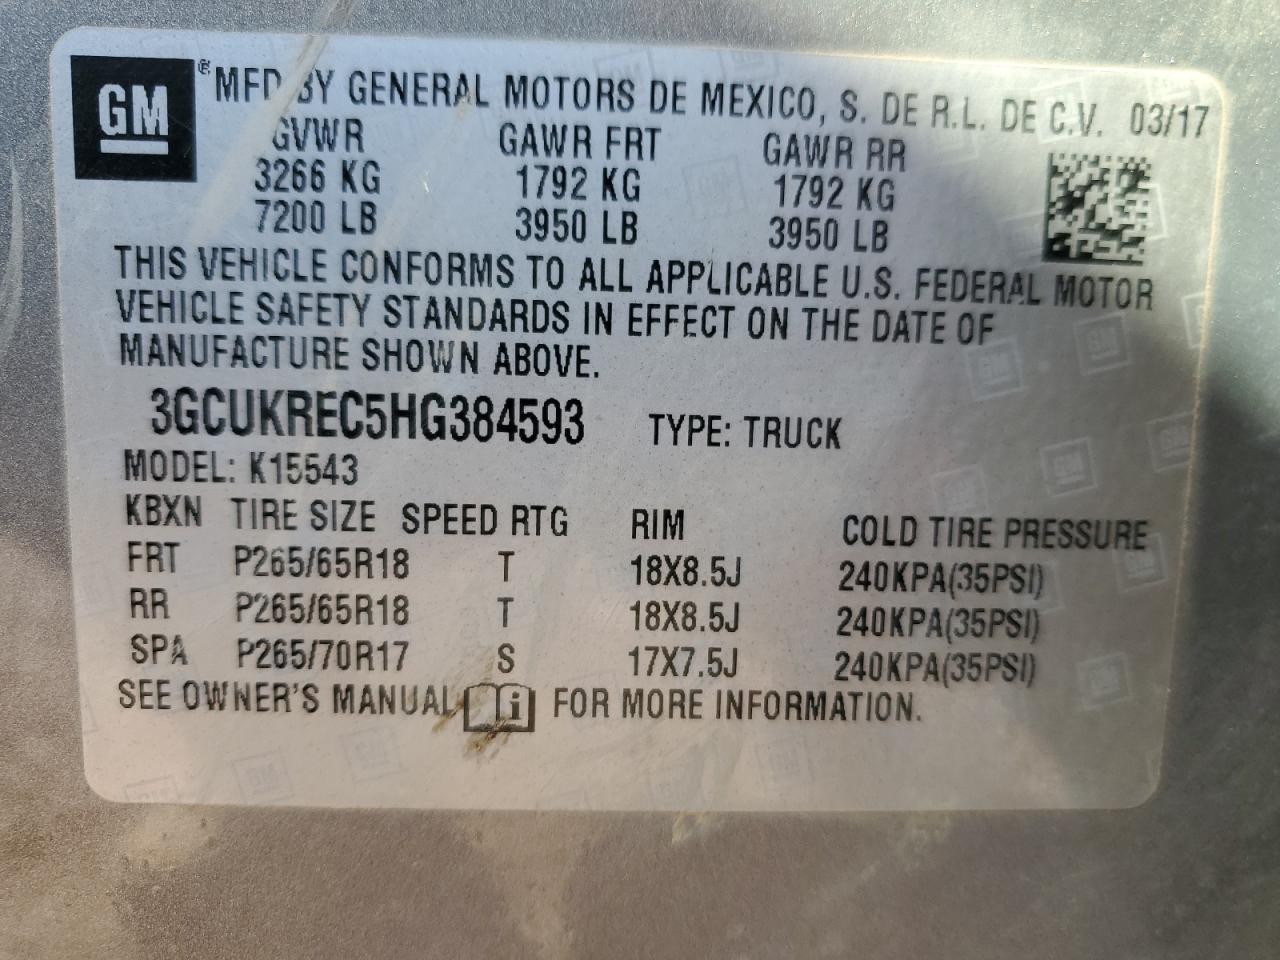 GM
® MFD BY GENERAL MOTORS DE MEXICO, S. DE R.L. DE C.V. 03/17
GVWR GAWR FRT GAWR RR
3266 KG 1792 KG 1792 KG
7200 LB 3950 LB 3950 LB
THIS VEHICLE CONFORMS TO ALL APPLICABLE U.S. FEDERAL MOTOR
VEHICLE SAFETY STANDARDS IN EFFECT ON THE DATE OF
MANUFACTURE SHOWN ABOVE.
3GCUKREC5HG384593 TYPE: TRUCK
MODEL: K15543
KBXN TIRE SIZE SPEED RTG RIM COLD TIRE PRESSURE
FRT P265/65R18 T 18X8.5J 240KPA(35PSI)
RR P265/65R18 T 18X8.5J 240KPA(35PSI)
SPA P265/70R17 S 17X7.5J 240KPA(35PSI)
SEE OWNER'S MANUAL i FOR MORE INFORMATION.